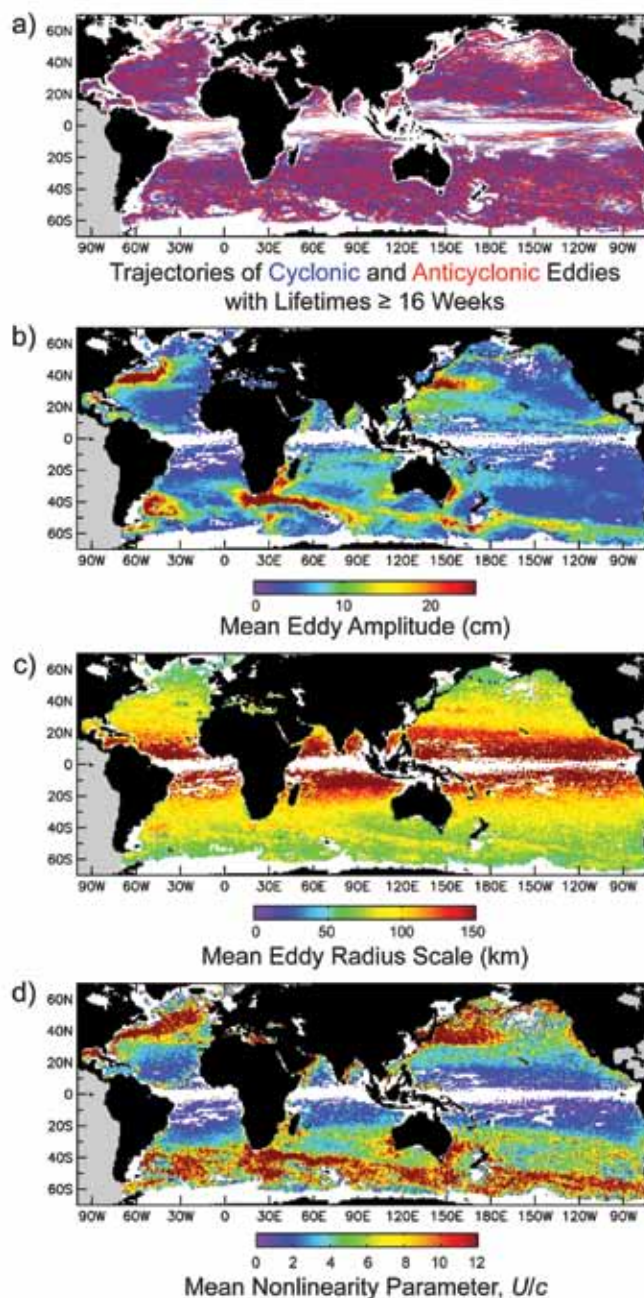 a)
60N
40N
20N
0
20S
40S
60S
90W 60W 30W 0 30E 60E 90E 120E 150E 180E 150W 120W 90W
Trajectories of Cyclonic and Anticyclonic Eddies
with Lifetimes ≥ 16 Weeks
b)
60N
40N
20N
0
20S
40S
60S
90W 60W 30W 0 30E 60E 90E 120E 150E 180E 150W 120W 90W
0 10 20
Mean Eddy Amplitude (cm)
c)
60N
40N
20N
0
20S
40S
60S
90W 60W 30W 0 30E 60E 90E 120E 150E 180E 150W 120W 90W
0 50 100 150
Mean Eddy Radius Scale (km)
d)
60N
40N
20N
0
20S
40S
60S
90W 60W 30W 0 30E 60E 90E 120E 150E 180E 150W 120W 90W
0 2 4 6 8 10 12
Mean Nonlinearity Parameter, U/c